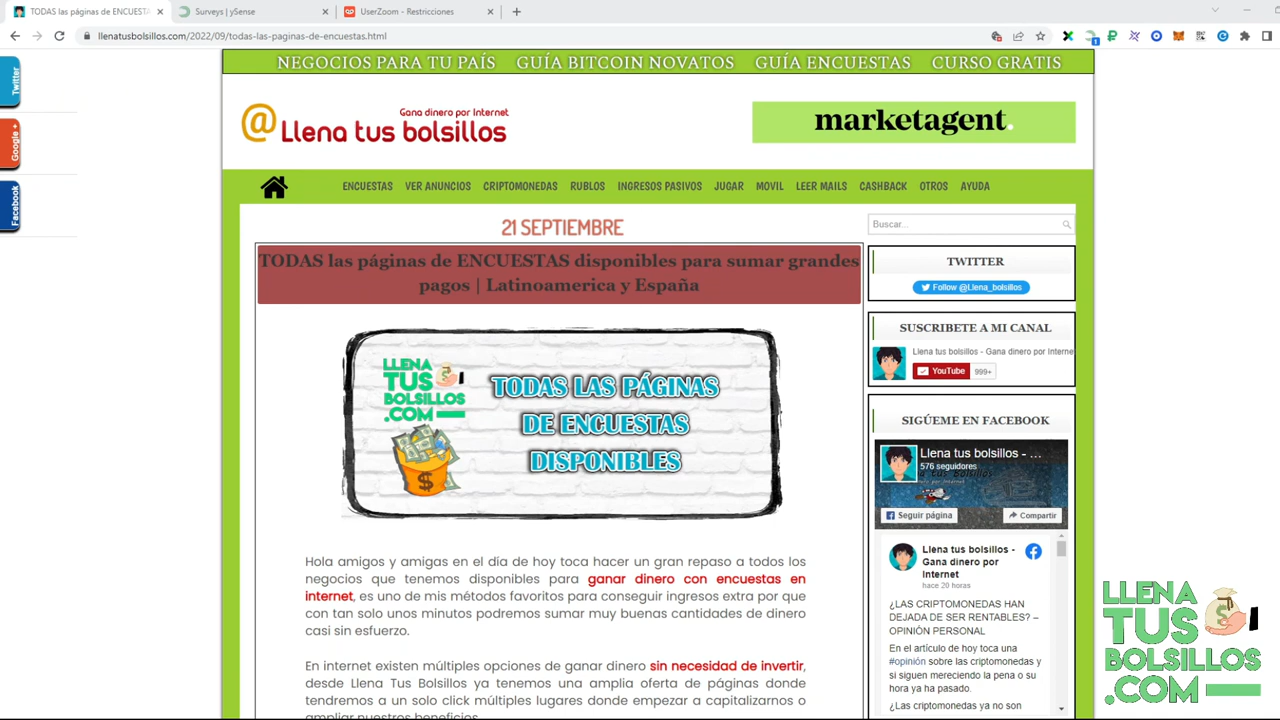 TODAS las páginas de ENCUEST
Surveys | ySense
UserZoom - Restricciones
llenatusbolsillos.com/2022/09/todas-las-paginas-de-encuestas.html
NEGOCIOS PARA TU PAÍS GUÍA BITCOIN NOVATOS GUÍA ENCUESTAS CURSO GRATIS
Twitter
Google +
Facebook
Gana dinero por Internet
@ Llena tus bolsillos
marketagent.
ENCUESTAS VER ANUNCIOS CRIPTOMONEDAS RUBLOS INGRESOS PASIVOS JUGAR MOVIL LEER MAILS CASHBACK OTROS AYUDA
21 SEPTIEMBRE
TODAS las páginas de ENCUESTAS disponibles para sumar grandes
pagos | Latinoamerica y España
LLENA
TUS
BOLSILLOS
.COM
TODAS LAS PÁGINAS
DE ENCUESTAS
DISPONIBLES
Hola amigos y amigas en el día de hoy toca hacer un gran repaso a todos los
negocios que tenemos disponibles para ganar dinero con encuestas en
internet, es uno de mis métodos favoritos para conseguir ingresos extra por que
con tan solo unos minutos podremos sumar muy buenas cantidades de dinero
casi sin esfuerzo.
En internet existen múltiples opciones de ganar dinero sin necesidad de invertir,
desde Llena Tus Bolsillos ya tenemos una amplia oferta de páginas donde
tendremos a un solo click múltiples lugares donde empezar a capitalizarnos o
ampliar nuestros beneficios.
Buscar...
TWITTER
Follow @Llena_bolsillos
SUSCRIBETE A MI CANAL
Llena tus bolsillos - Gana dinero por Interne
YouTube 999+
SIGÚEME EN FACEBOOK
Llena tus bolsillos - ...
576 seguidores
Seguir página
Compartir
Llena tus bolsillos -
Gana dinero por
Internet
hace 20 horas
¿LAS CRIPTOMONEDAS HAN
DEJADA DE SER RENTABLES? –
OPINIÓN PERSONAL
En el artículo de hoy toca una
#opinión sobre las criptomonedas y
si siguen mereciendo la pena o su
hora ya ha pasado.
¿Las criptomonedas ya no son
LLENA
TUS
BOLSILLOS
.COM